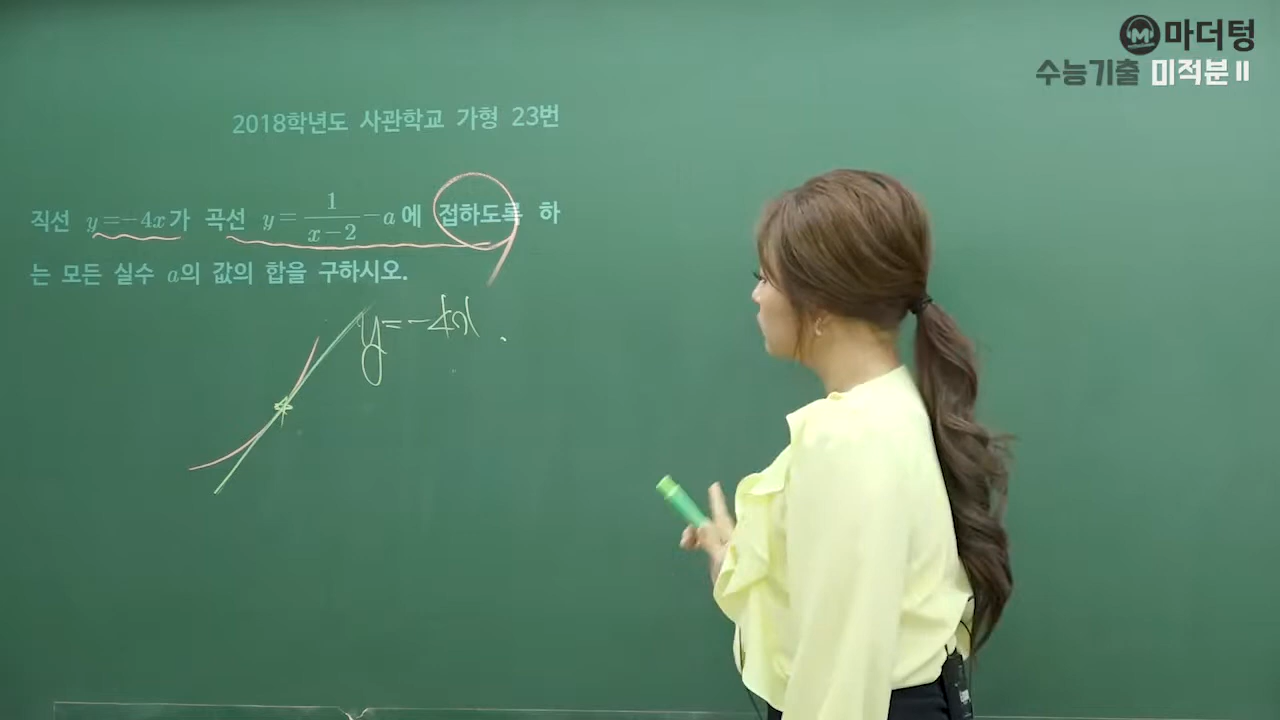 마더텅
수능기출 미적분 II
2018학년도 사관학교 가형 23번
직선 y=-4x가 곡선 y=\frac{1}{x-2}-a에 접하도록 하
는 모든 실수 a의 값의 합을 구하시오.
y=-4x